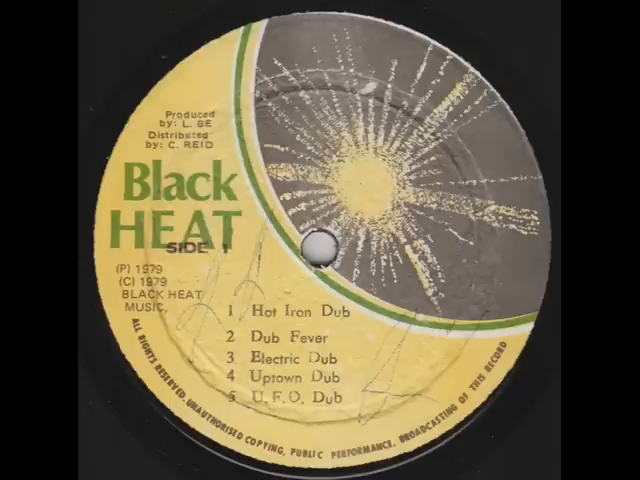 Produced
by: L. BE
Distributed
by: C. REID
Black
HEAT
SIDE 1
(P) 1979
(C) 1979
BLACK HEAT
MUSIC,
1 Hot Iron Dub
2 Dub Fever
3 Electric Dub
4 Uptown Dub
5 U.F.O. Dub
ALL RIGHTS RESERVED. UNAUTHORISED COPYING, PUBLIC PERFORMANCE. BROADCASTING OF THIS RECORD